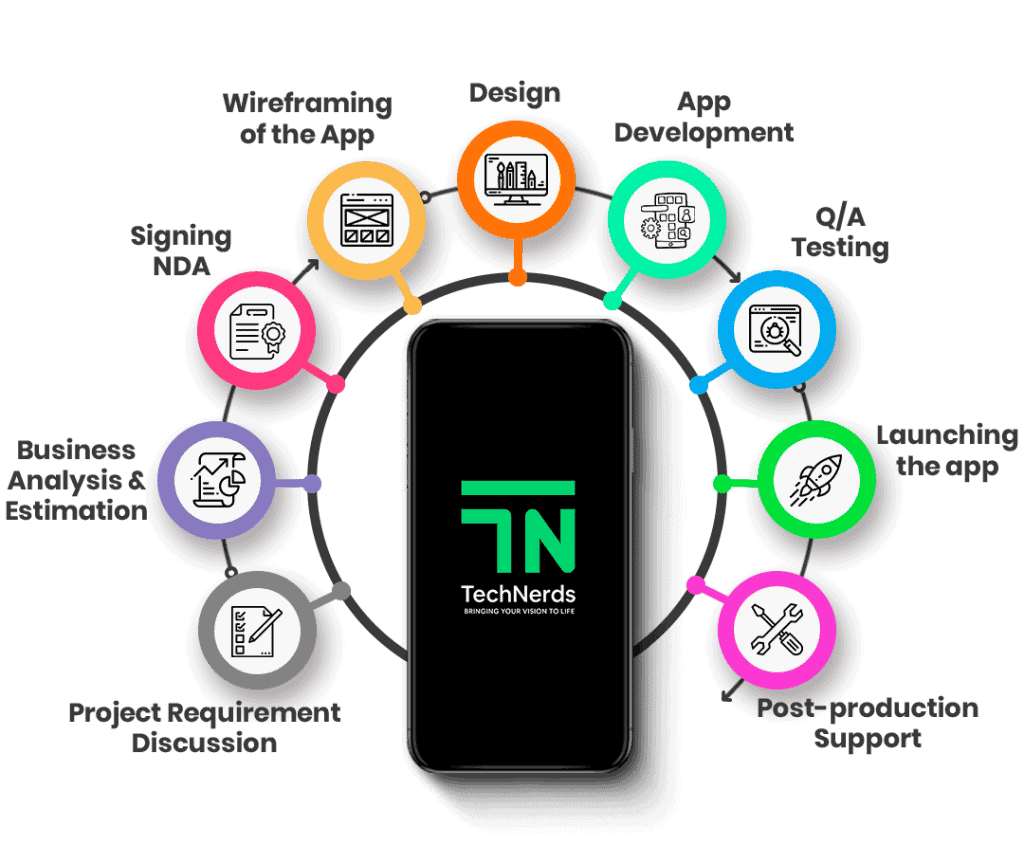 Design
Wireframing
of the App
App
Development
Signing
NDA
Q/A
Testing
Business
Analysis &
Estimation
Launching
the app
TN
TechNerds
BRINGING YOUR VISION TO LIFE
Project Requirement
Discussion
Post-production
Support